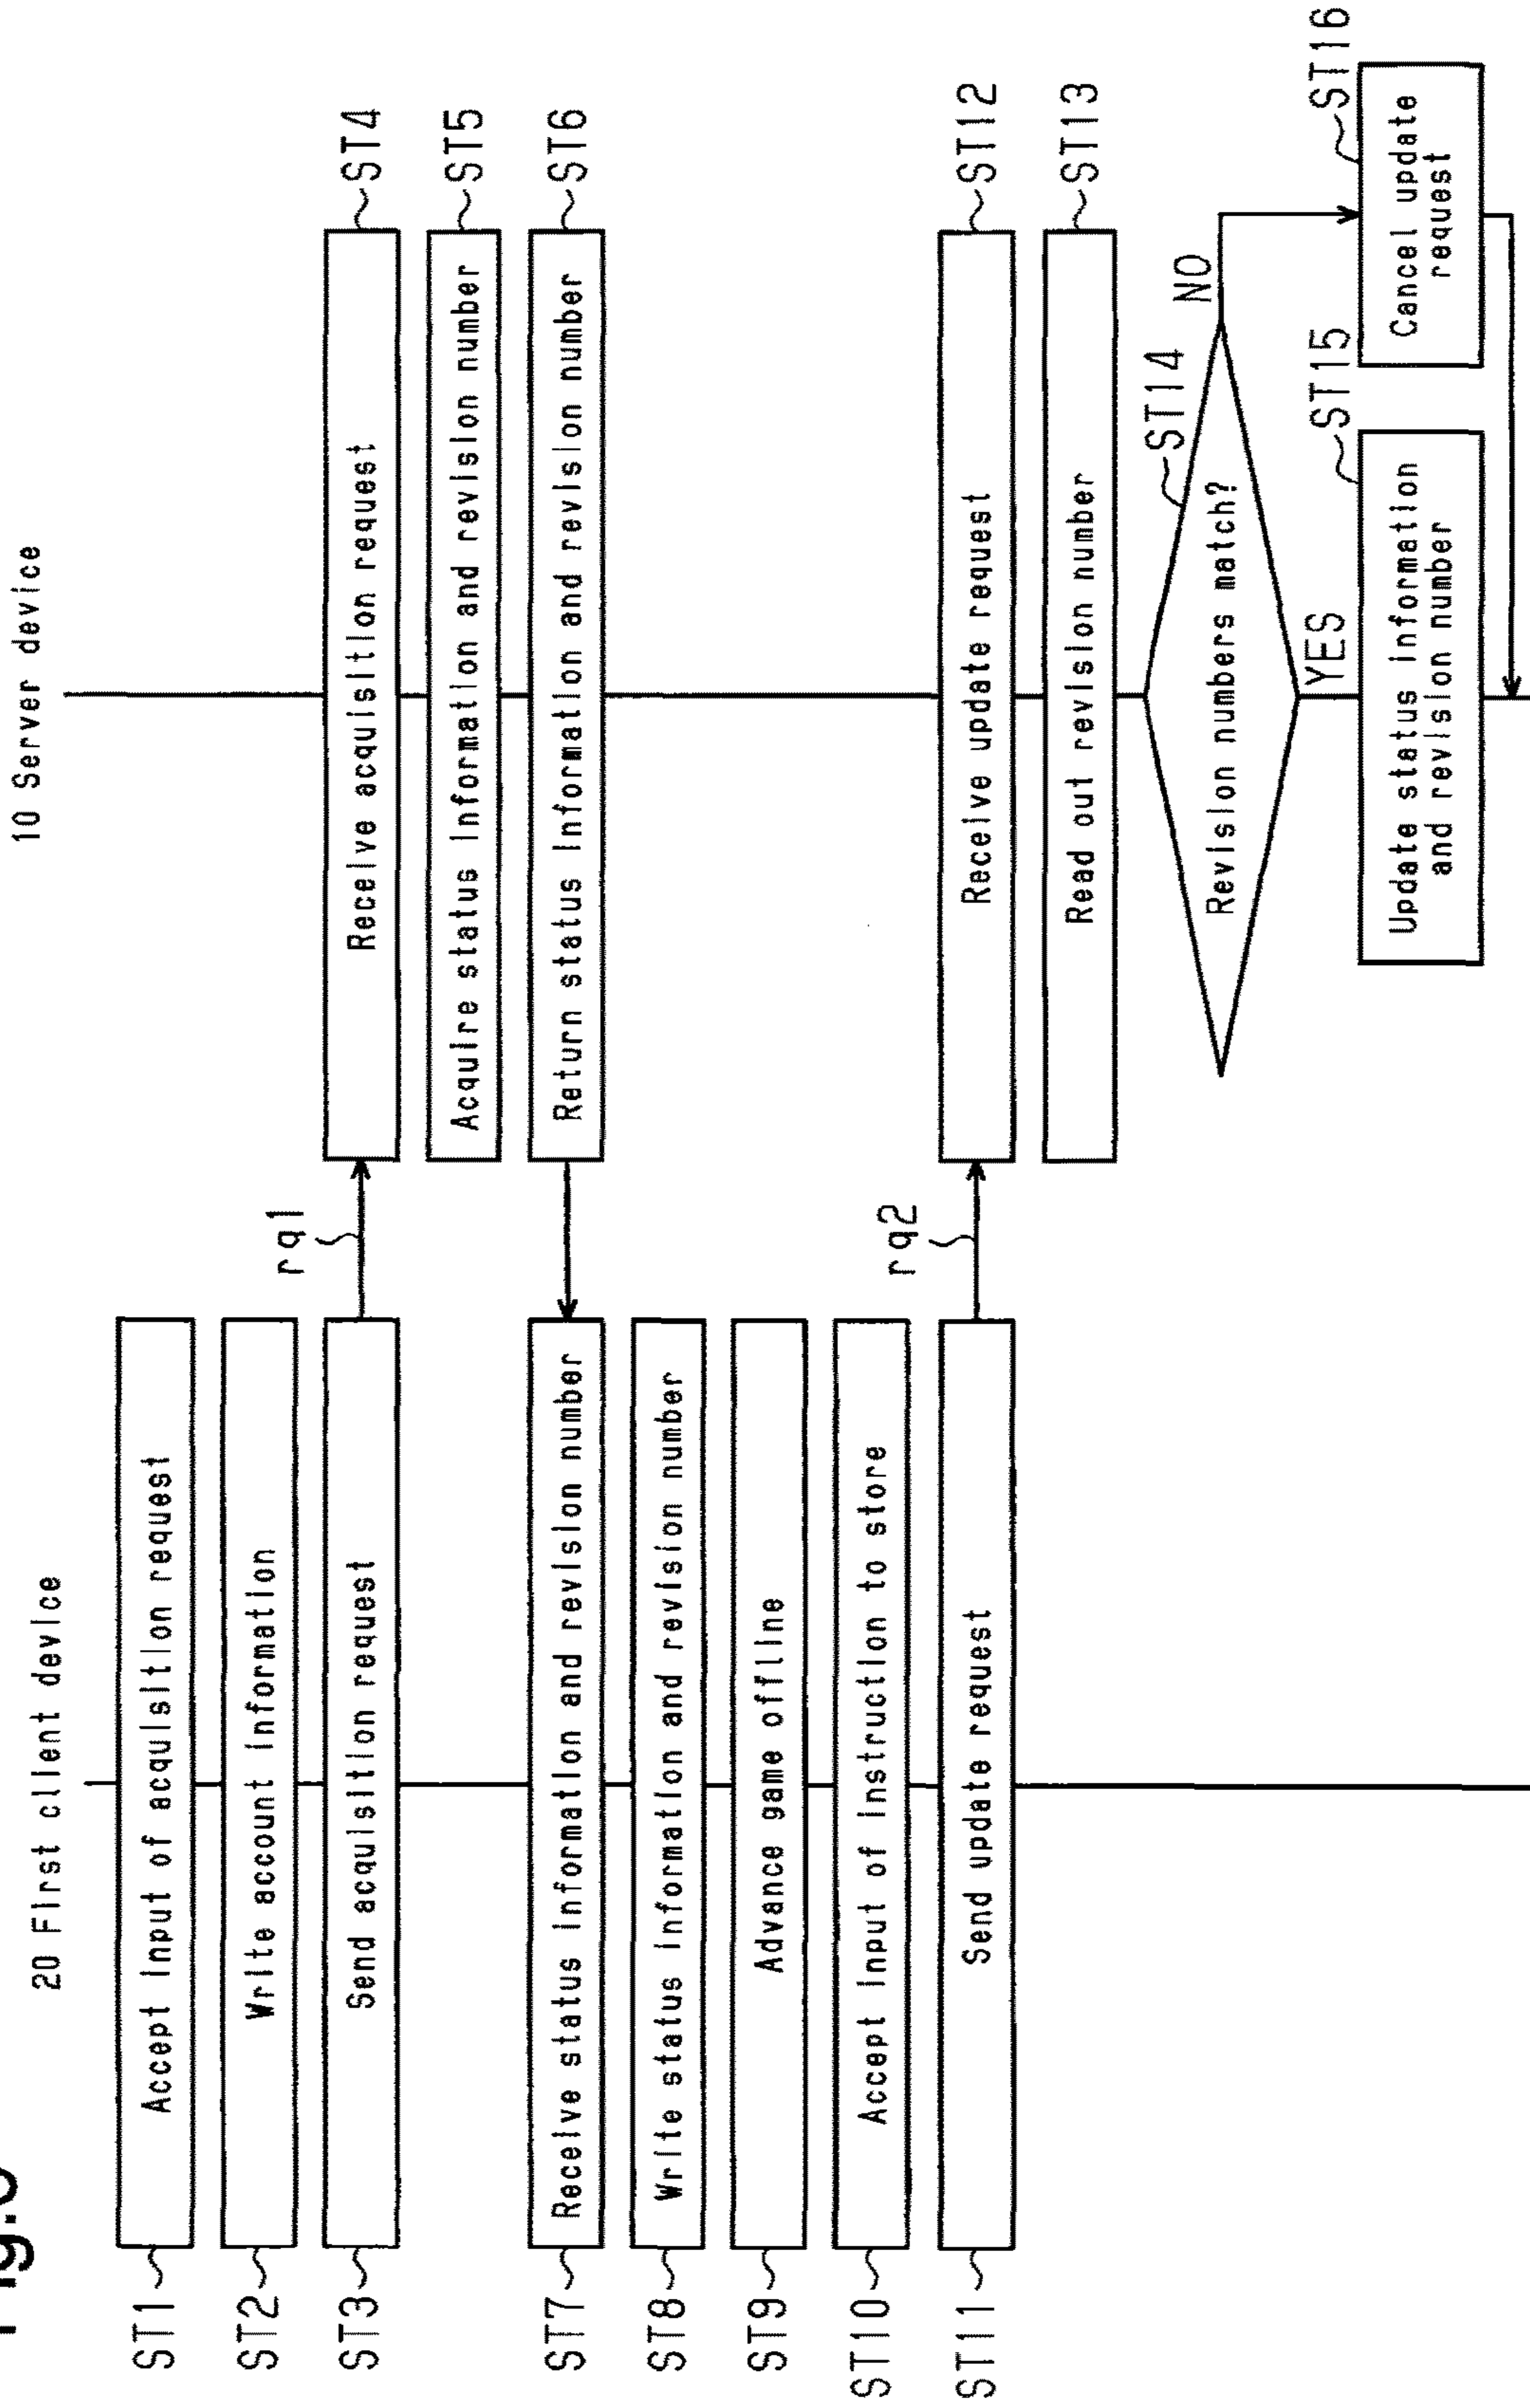 20 First client device
10 Server device
ST1
Accept input of acquisition request
ST2
Write account information
rq1
ST3
Send acquisition request
Receive acquisition request
ST4
Acquire status information and revision number
ST5
ST7
Receive status information and revision number
Return status information and revision number
ST6
ST8
Write status information and revision number
ST9
Advance game offline
ST10
Accept input of instruction to store
rq2
ST11
Send update request
Receive update request
ST12
Read out revision number
ST13
ST14
Revision numbers match?
NO
YES
ST15
ST16
Update status information
and revision number
Cancel update
request